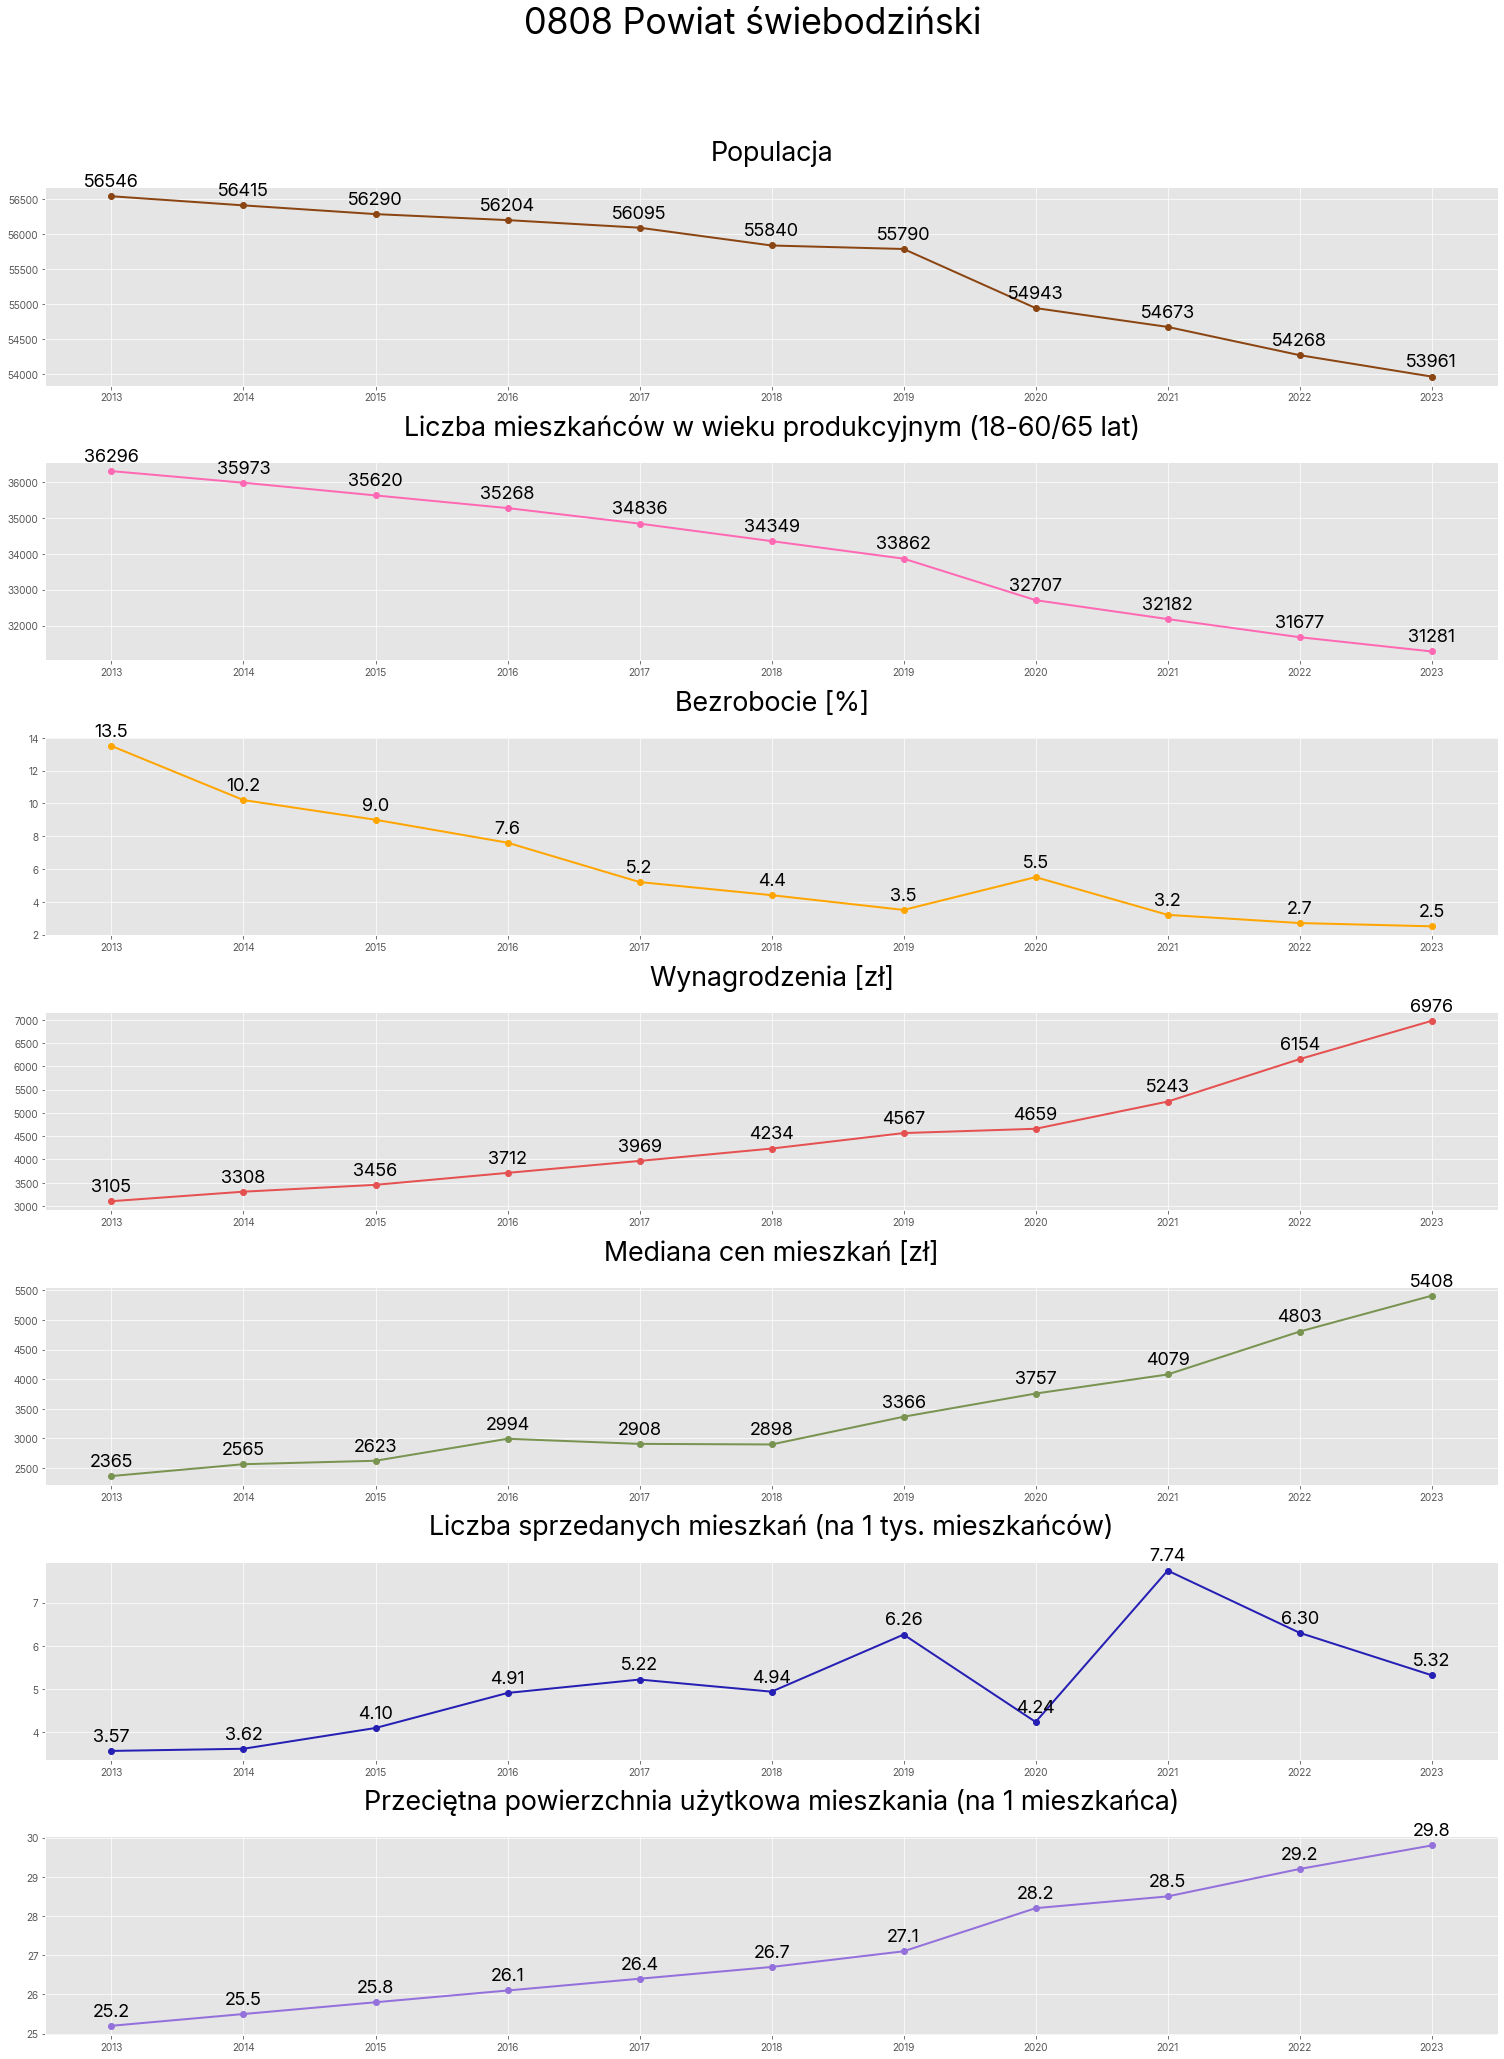 0808 Powiat świebodziński
Populacja
56546 56415 56290 56204 56095 55840 55790 54943 54673 54268 53961
56500
56000
55500
55000
54500
54000
2013 2014 2015 2016 2017 2018 2019 2020 2021 2022 2023
Liczba mieszkańców w wieku produkcyjnym (18-60/65 lat)
36296 35973 35620 35268 34836 34349 33862 32707 32182 31677 31281
36000
35000
34000
33000
32000
2013 2014 2015 2016 2017 2018 2019 2020 2021 2022 2023
Bezrobocie [%]
13.5 10.2 9.0 7.6 5.2 4.4 3.5 5.5 3.2 2.7 2.5
14
12
10
8
6
4
2
2013 2014 2015 2016 2017 2018 2019 2020 2021 2022 2023
Wynagrodzenia [zł]
3105 3308 3456 3712 3969 4234 4567 4659 5243 6154 6976
7000
6500
6000
5500
5000
4500
4000
3500
3000
2013 2014 2015 2016 2017 2018 2019 2020 2021 2022 2023
Mediana cen mieszkań [zł]
2365 2565 2623 2994 2908 2898 3366 3757 4079 4803 5408
5500
5000
4500
4000
3500
3000
2500
2013 2014 2015 2016 2017 2018 2019 2020 2021 2022 2023
Liczba sprzedanych mieszkań (na 1 tys. mieszkańców)
3.57 3.62 4.10 4.91 5.22 4.94 6.26 4.24 7.74 6.30 5.32
7
6
5
4
2013 2014 2015 2016 2017 2018 2019 2020 2021 2022 2023
Przeciętna powierzchnia użytkowa mieszkania (na 1 mieszkańca)
25.2 25.5 25.8 26.1 26.4 26.7 27.1 28.2 28.5 29.2 29.8
30
29
28
27
26
25
2013 2014 2015 2016 2017 2018 2019 2020 2021 2022 2023